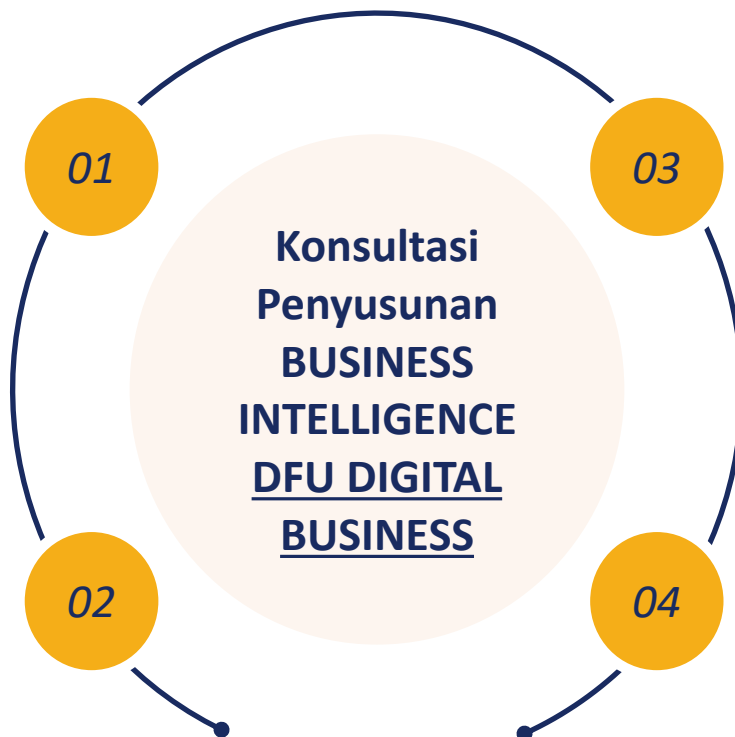 01
03
Konsultasi
Penyusunan
BUSINESS
INTELLIGENCE
DFU DIGITAL
BUSINESS
02
04